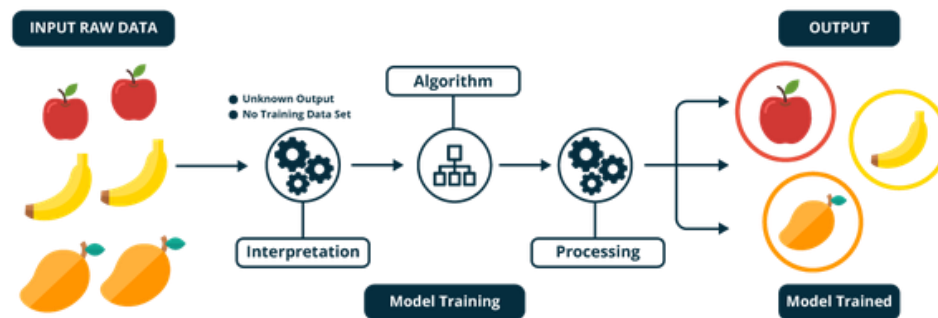 INPUT RAW DATA
OUTPUT
Algorithm
Unknown Output
No Training Data Set
Interpretation
Processing
Model Training
Model Trained